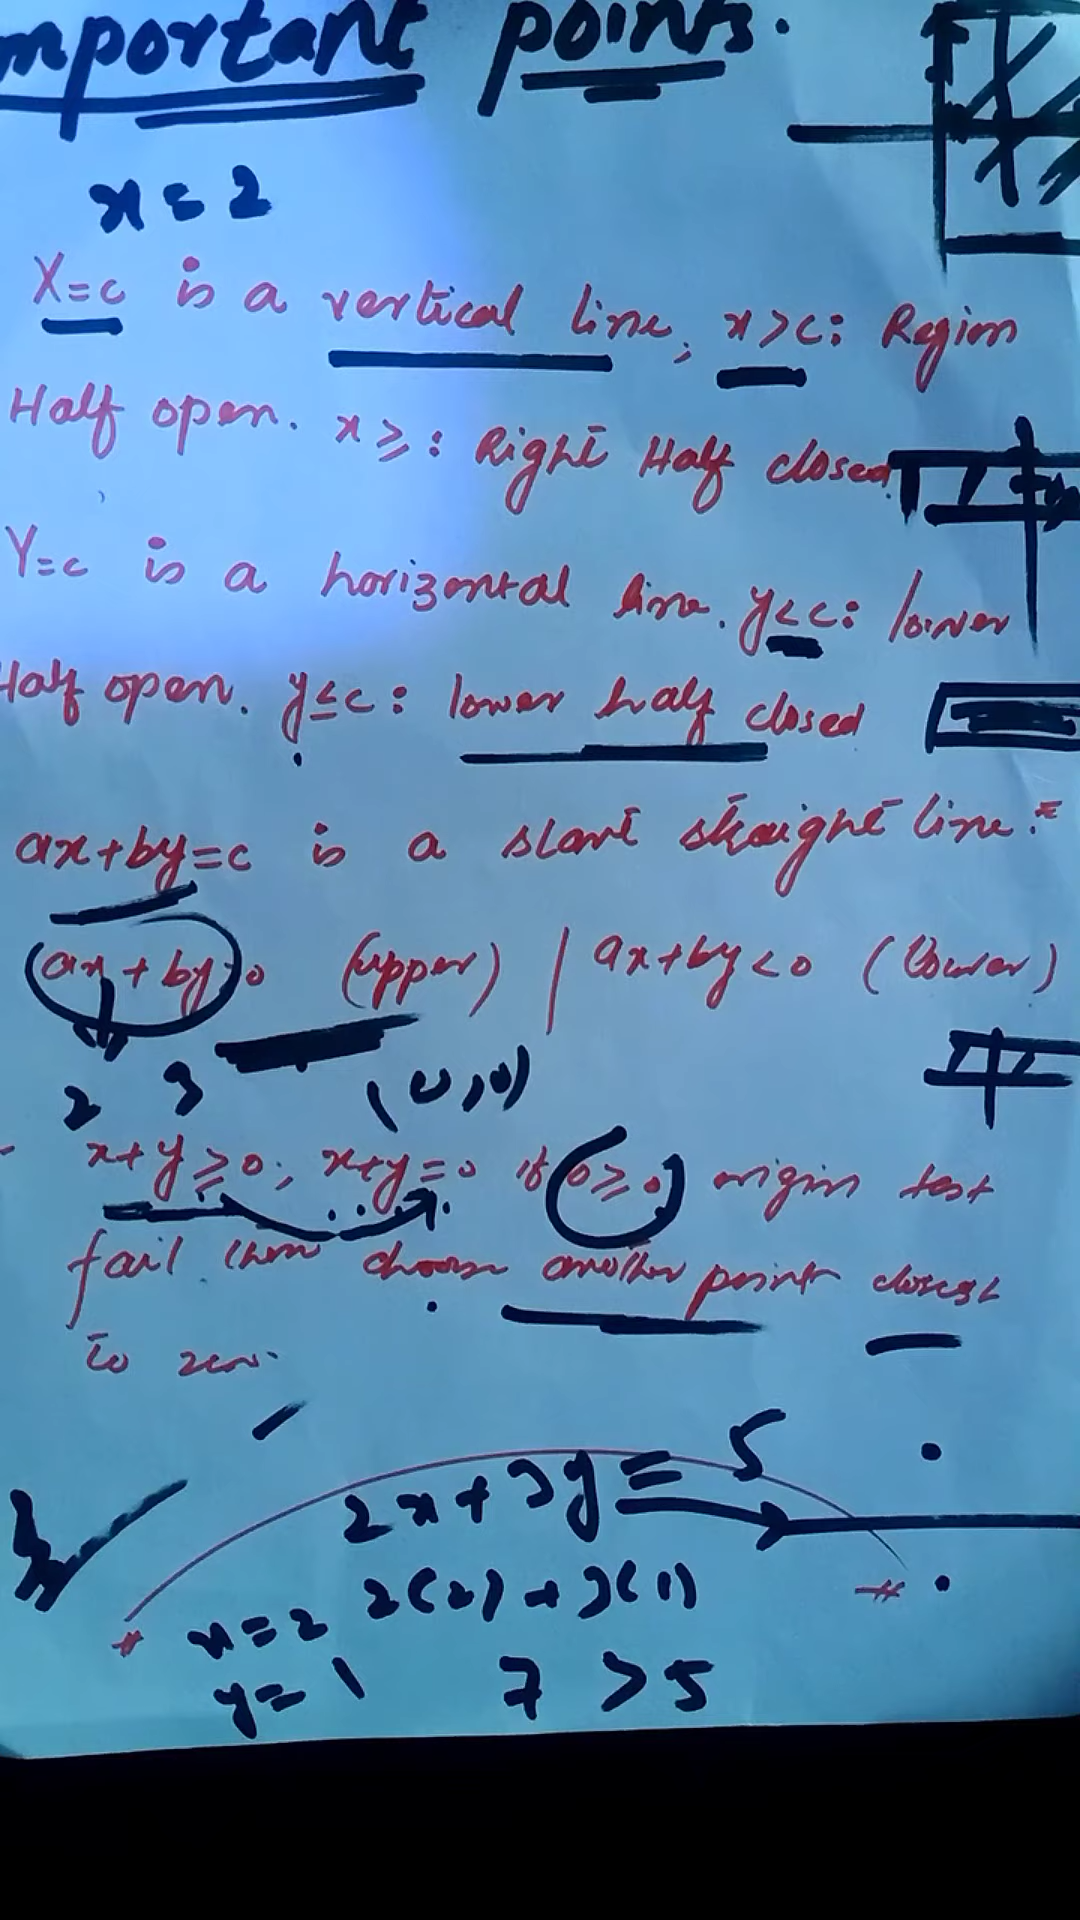 mportant points.
x = 2
X=c is a vertical line, x>c: Region
Half open. x≥: Right Half closed.
Y=c is a horizontal line. y<c: lower
Half open. y≤c: lower half closed
ax+by=c is a slant straight line.
ax+by>0 (upper) | ax+by<0 (lower)
2 3 (0,0)
x+y≥0; x+y=0 if 0≥0 origin test
fail then choose another point closest
to zero.
2x+3y=5
x=2 2(2)+3(1)
y=1 7 > 5